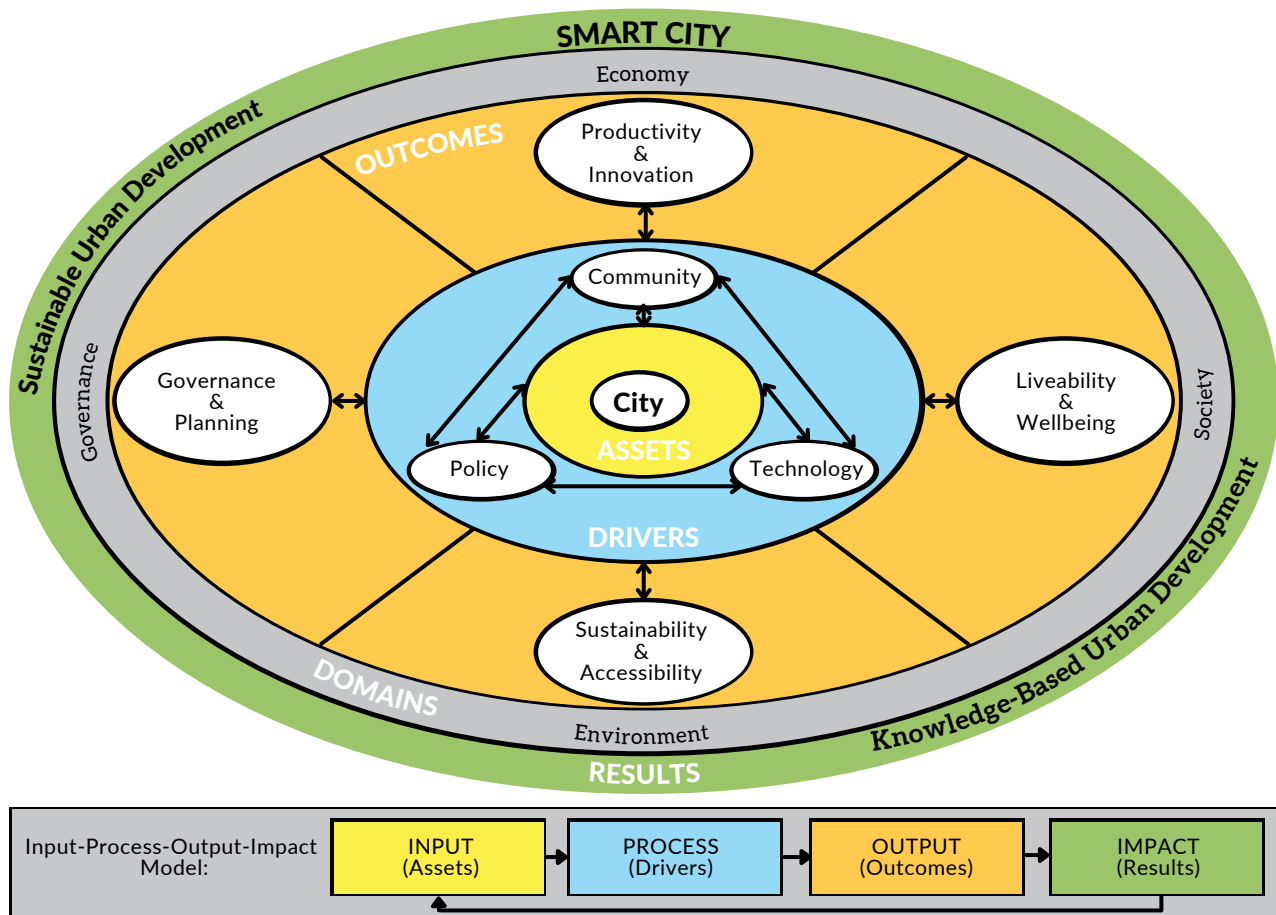 SMART CITY
Economy
Sustainable Urban Development
OUTCOMES
Productivity
&
Innovation
Community
Governance
Governance
&
Planning
City
ASSETS
Policy
Technology
DRIVERS
Liveability
&
Wellbeing
Society
Sustainability
&
Accessibility
DOMAINS
Environment
Knowledge-Based Urban Development
RESULTS
Input-Process-Output-Impact
Model:
INPUT
(Assets)
PROCESS
(Drivers)
OUTPUT
(Outcomes)
IMPACT
(Results)